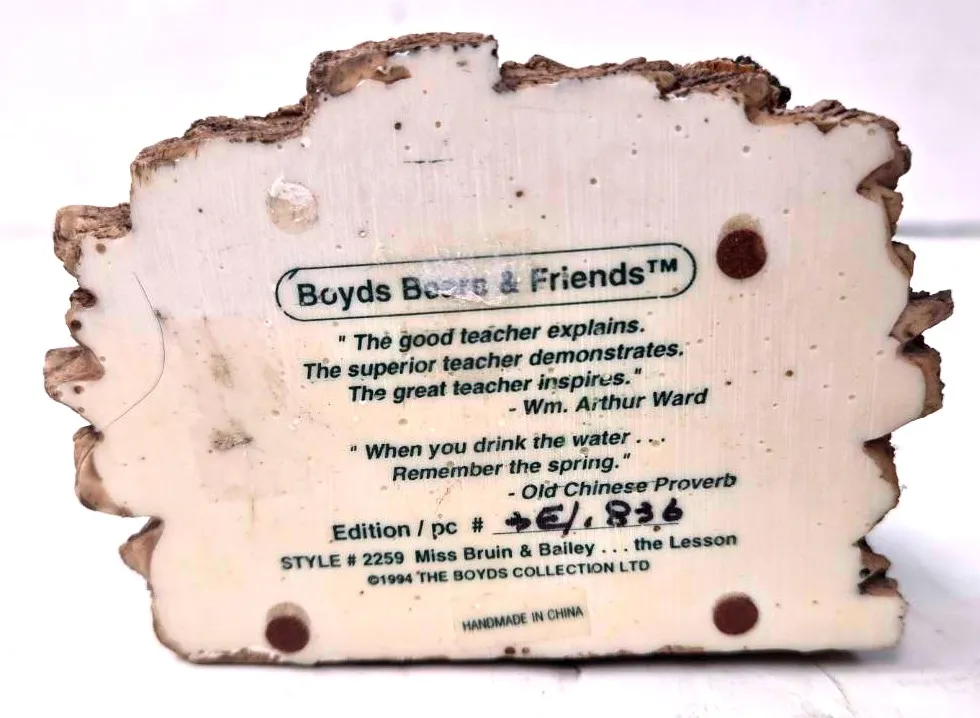 Boyds Bears & Friends™
" The good teacher explains.
The superior teacher demonstrates.
The great teacher inspires."
- Wm. Arthur Ward
" When you drink the water . . .
Remember the spring."
- Old Chinese Proverb
Edition / pc # E/. 836
STYLE # 2259 Miss Bruin & Bailey . . . the Lesson
©1994 THE BOYDS COLLECTION LTD
HANDMADE IN CHINA